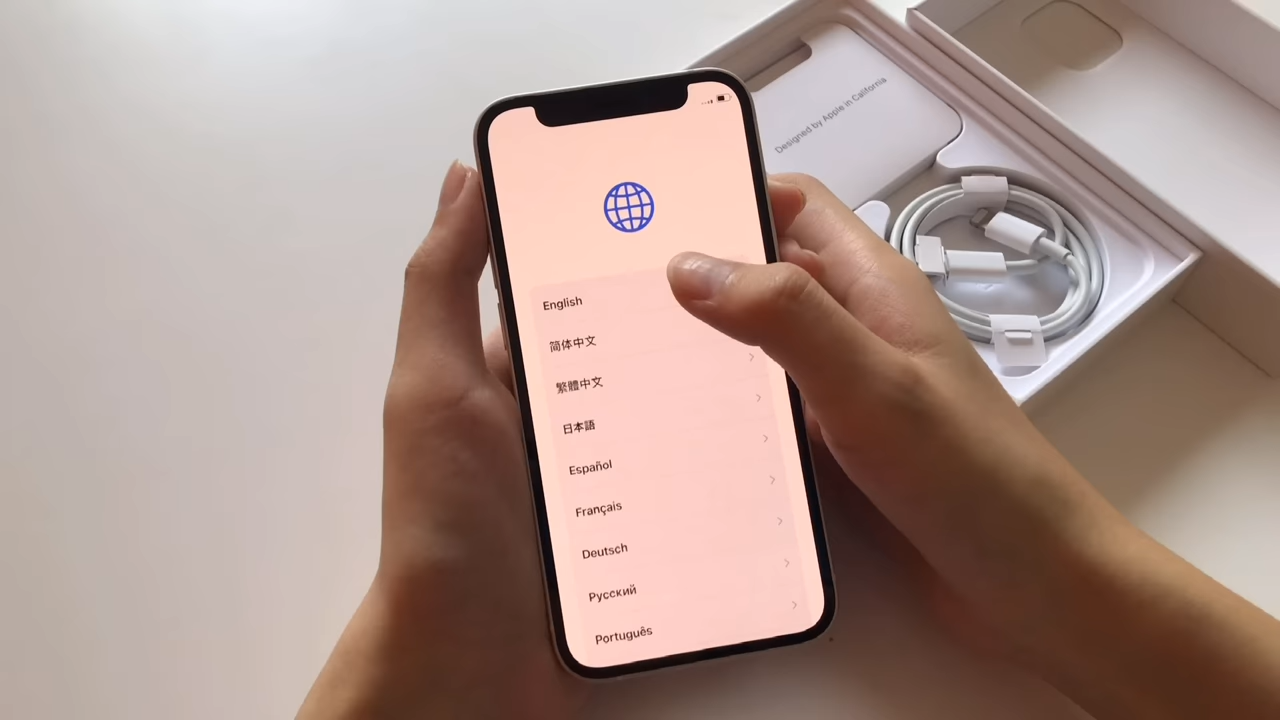 Designed by Apple in California
English
简体中文
繁體中文
日本語
Español
Français
Deutsch
Русский
Português